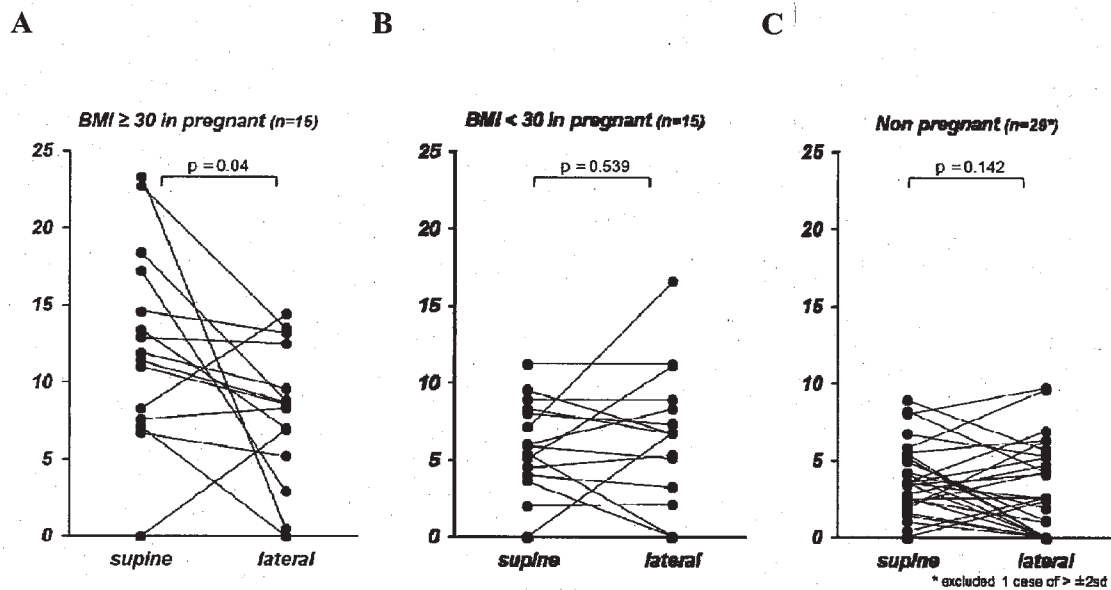 A
B
C
BMI ≥ 30 in pregnant (n=15)
BMI < 30 in pregnant (n=15)
Non pregnant (n=29*)
25
20
15
10
5
0
p = 0.04
supine
lateral
25
20
15
10
5
0
p = 0.539
supine
lateral
25
20
15
10
5
0
p = 0.142
supine
lateral
* excluded 1 case of > ±2sd